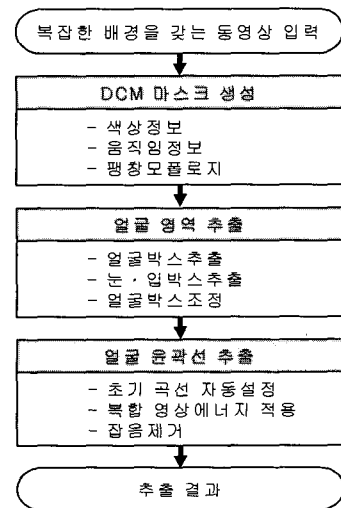 복잡한 배경을 갖는 동영상 입력
DCM 마스크 생성
- 색상정보
- 움직임정보
- 팽창모폴로지
얼굴 영역 추출
- 얼굴박스추출
- 눈·입박스추출
- 얼굴박스조정
얼굴 윤곽선 추출
- 초기 곡선 자동설정
- 복합 영상에너지 적용
- 잡음제거
추출 결과